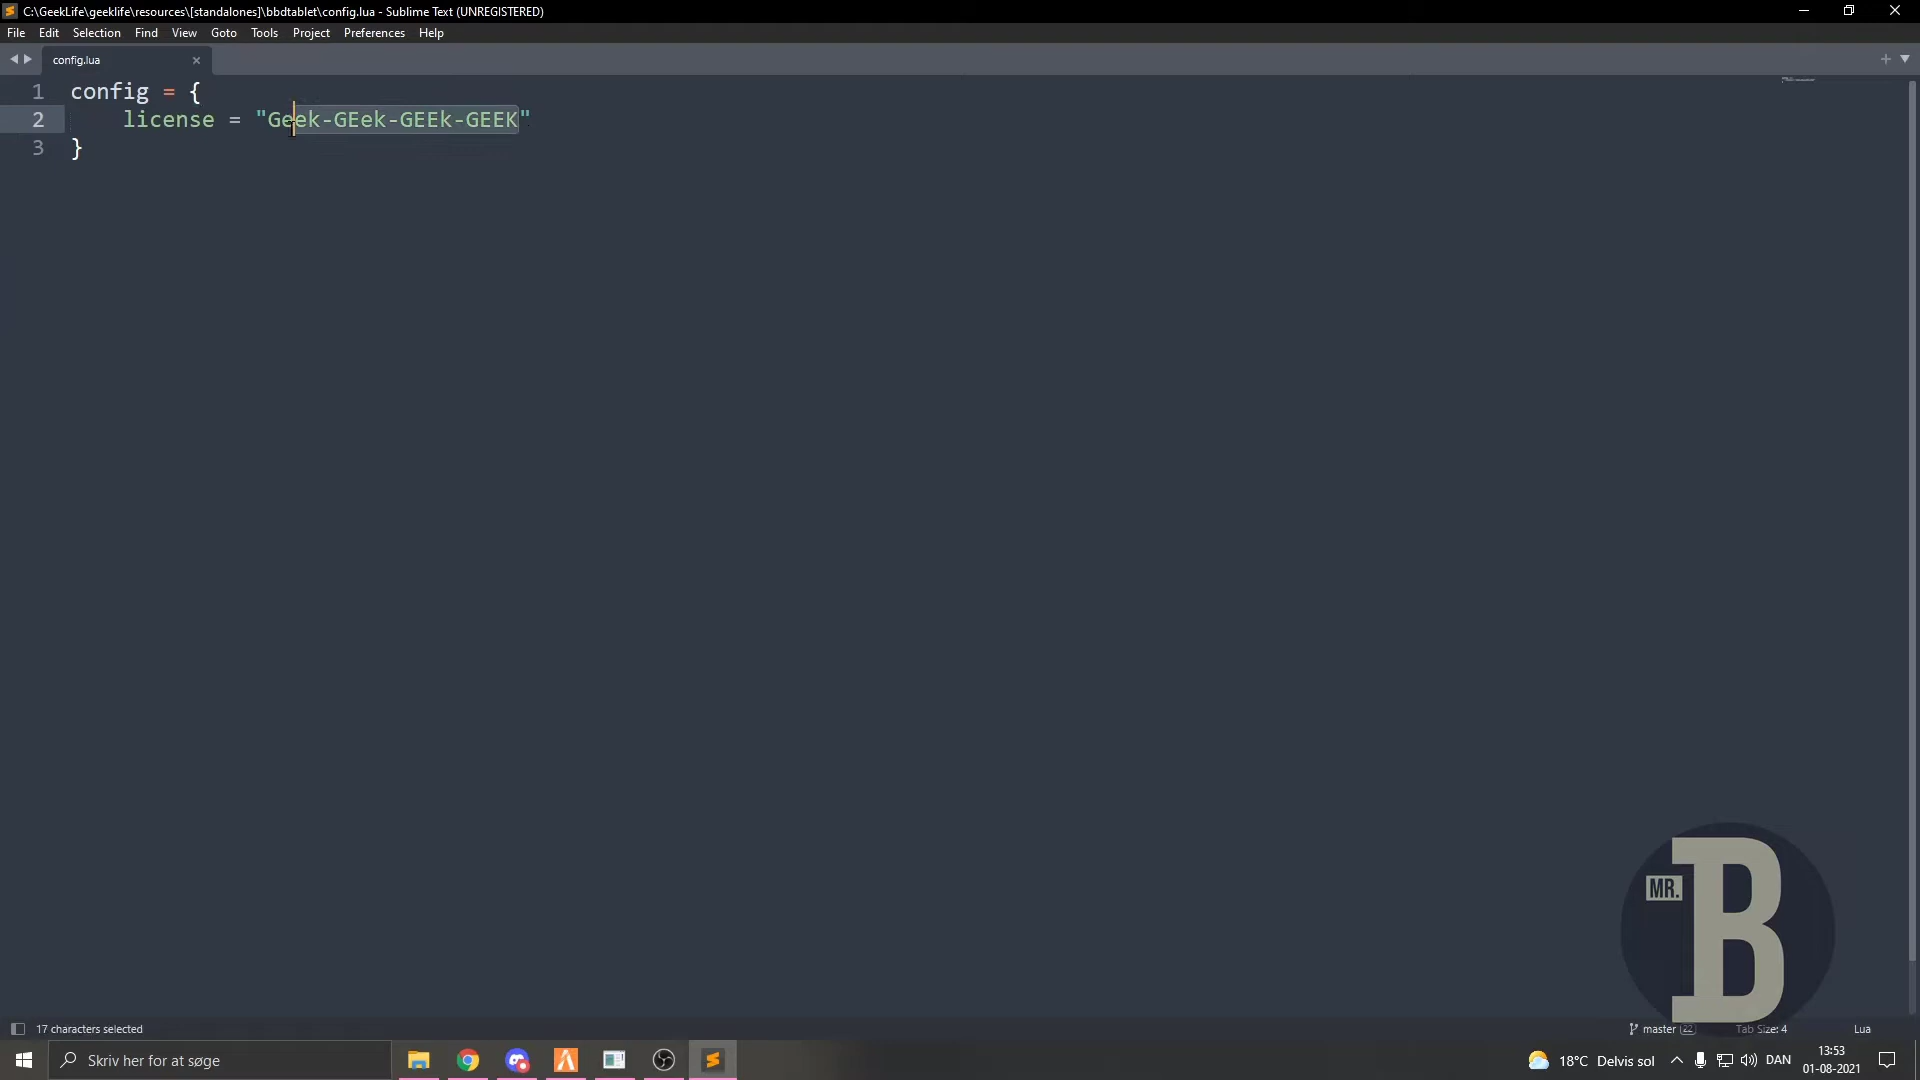 C:\GeekLife\geeklife\resources\[standalones]\bbdtablet\config.lua - Sublime Text (UNREGISTERED)
File Edit Selection Find View Goto Tools Project Preferences Help
config.lua
1 config = {
2 license = "Geek-GEek-GEEk-GEEK"
3 }
MR. B
17 characters selected
master 22 Tab Size: 4 Lua
Skriv her for at søge
18°C Delvis sol
DAN
13:53
01-08-2021